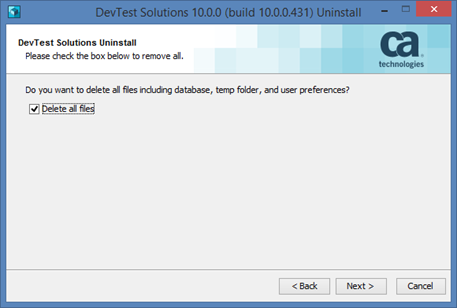 DevTest Solutions 10.0.0 (build 10.0.0.431) Uninstall
DevTest Solutions Uninstall
Please check the box below to remove all.
ca
technologies
Do you want to delete all files including database, temp folder, and user preferences?
Delete all files
< Back
Next >
Cancel